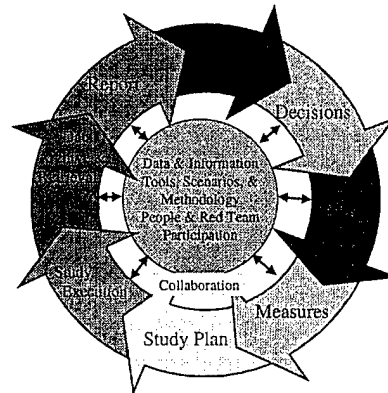 Report
Decisions
Data & Information
Tools, Scenarios, &
Methodology
People & Red Team
Participation
Collaboration
Study
Execution
Measures
Study Plan